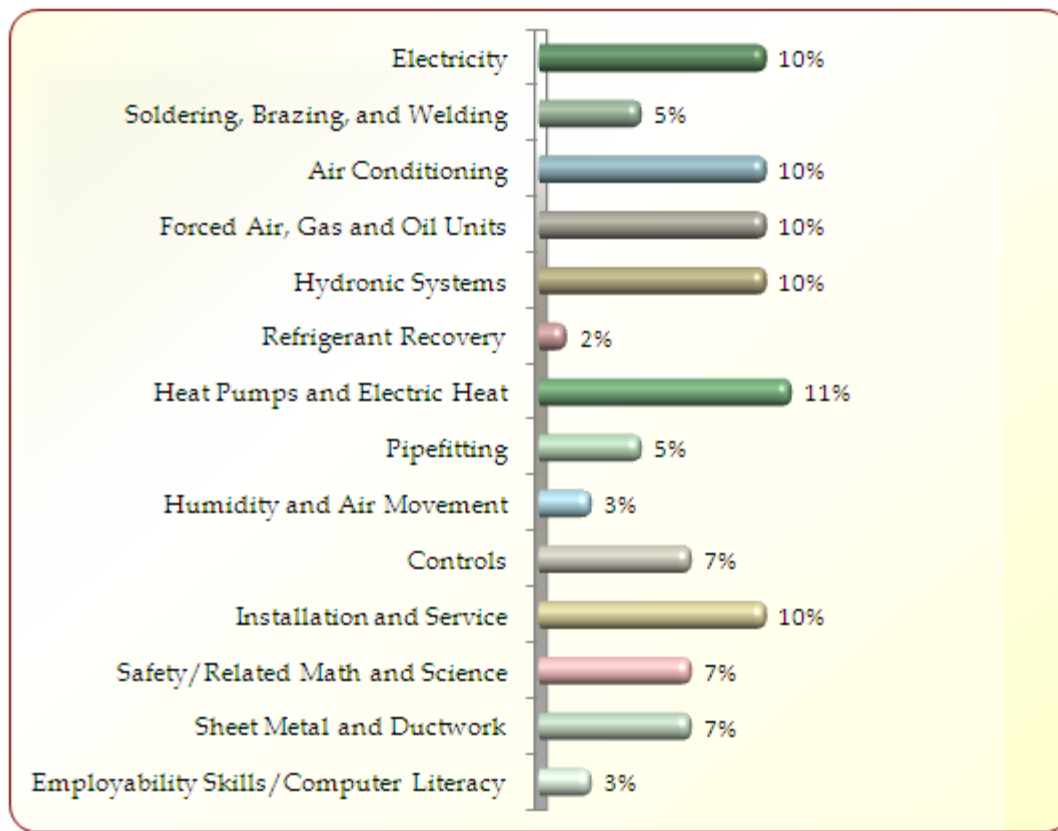 Electricity 10%
Soldering, Brazing, and Welding 5%
Air Conditioning 10%
Forced Air, Gas and Oil Units 10%
Hydronic Systems 10%
Refrigerant Recovery 2%
Heat Pumps and Electric Heat 11%
Pipefitting 5%
Humidity and Air Movement 3%
Controls 7%
Installation and Service 10%
Safety/Related Math and Science 7%
Sheet Metal and Ductwork 7%
Employability Skills/Computer Literacy 3%